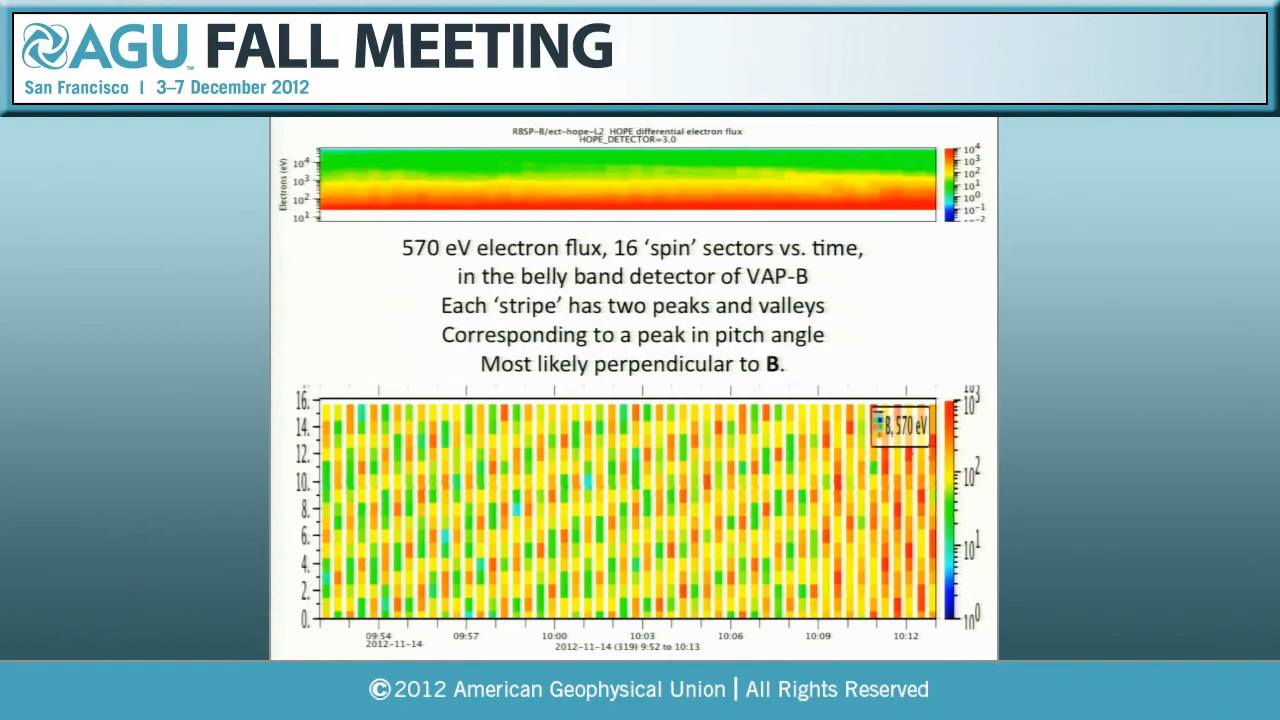 AGU™ FALL MEETING
San Francisco | 3–7 December 2012
RBSP-B/ect-hope-L2 HOPE differential electron flux
HOPE_DETECTOR=3.0
Electrons (eV)
10⁴
10³
10²
10¹
10⁴
10³
10²
10¹
10⁰
10⁻¹
10⁻²
570 eV electron flux, 16 ‘spin’ sectors vs. time,
in the belly band detector of VAP-B
Each ‘stripe’ has two peaks and valleys
Corresponding to a peak in pitch angle
Most likely perpendicular to B.
16.
14.
12.
10.
8.
6.
4.
2.
0.
B, 570 eV
10³
10²
10¹
10⁰
09:54 09:57 10:00 10:03 10:06 10:09 10:12
2012-11-14
2012-11-14 (319) 9:52 to 10:13
©2012 American Geophysical Union | All Rights Reserved